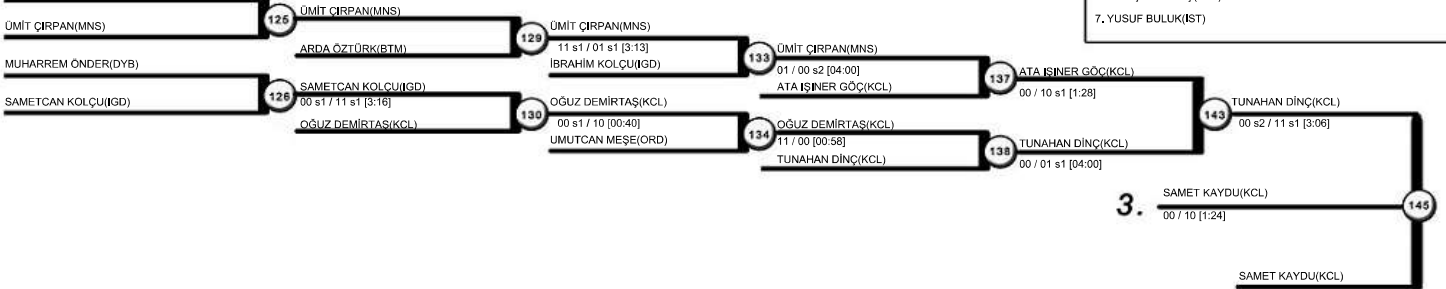 7. YUSUF BULUK(İST)
ÜMİT ÇIRPAN(MNS)
125
ÜMİT ÇIRPAN(MNS)
ARDA ÖZTÜRK(BTM)
129
ÜMİT ÇIRPAN(MNS)
11 s1 / 01 s1 [3:13]
İBRAHİM KOLÇU(IGD)
133
ÜMİT ÇIRPAN(MNS)
01 / 00 s2 [04:00]
ATA IŞINER GÖÇ(KCL)
137
ATA IŞINER GÖÇ(KCL)
00 / 10 s1 [1:28]
MUHARREM ÖNDER(DYB)
SAMETCAN KOLÇU(IGD)
126
SAMETCAN KOLÇU(IGD)
00 s1 / 11 s1 [3:16]
OĞUZ DEMİRTAŞ(KCL)
130
OĞUZ DEMİRTAŞ(KCL)
00 s1 / 10 [00:40]
UMUTCAN MEŞE(ORD)
134
OĞUZ DEMİRTAŞ(KCL)
11 / 00 [00:58]
TUNAHAN DİNÇ(KCL)
138
TUNAHAN DİNÇ(KCL)
00 / 01 s1 [04:00]
143
TUNAHAN DİNÇ(KCL)
00 s2 / 11 s1 [3:06]
3.
SAMET KAYDU(KCL)
00 / 10 [1:24]
145
SAMET KAYDU(KCL)